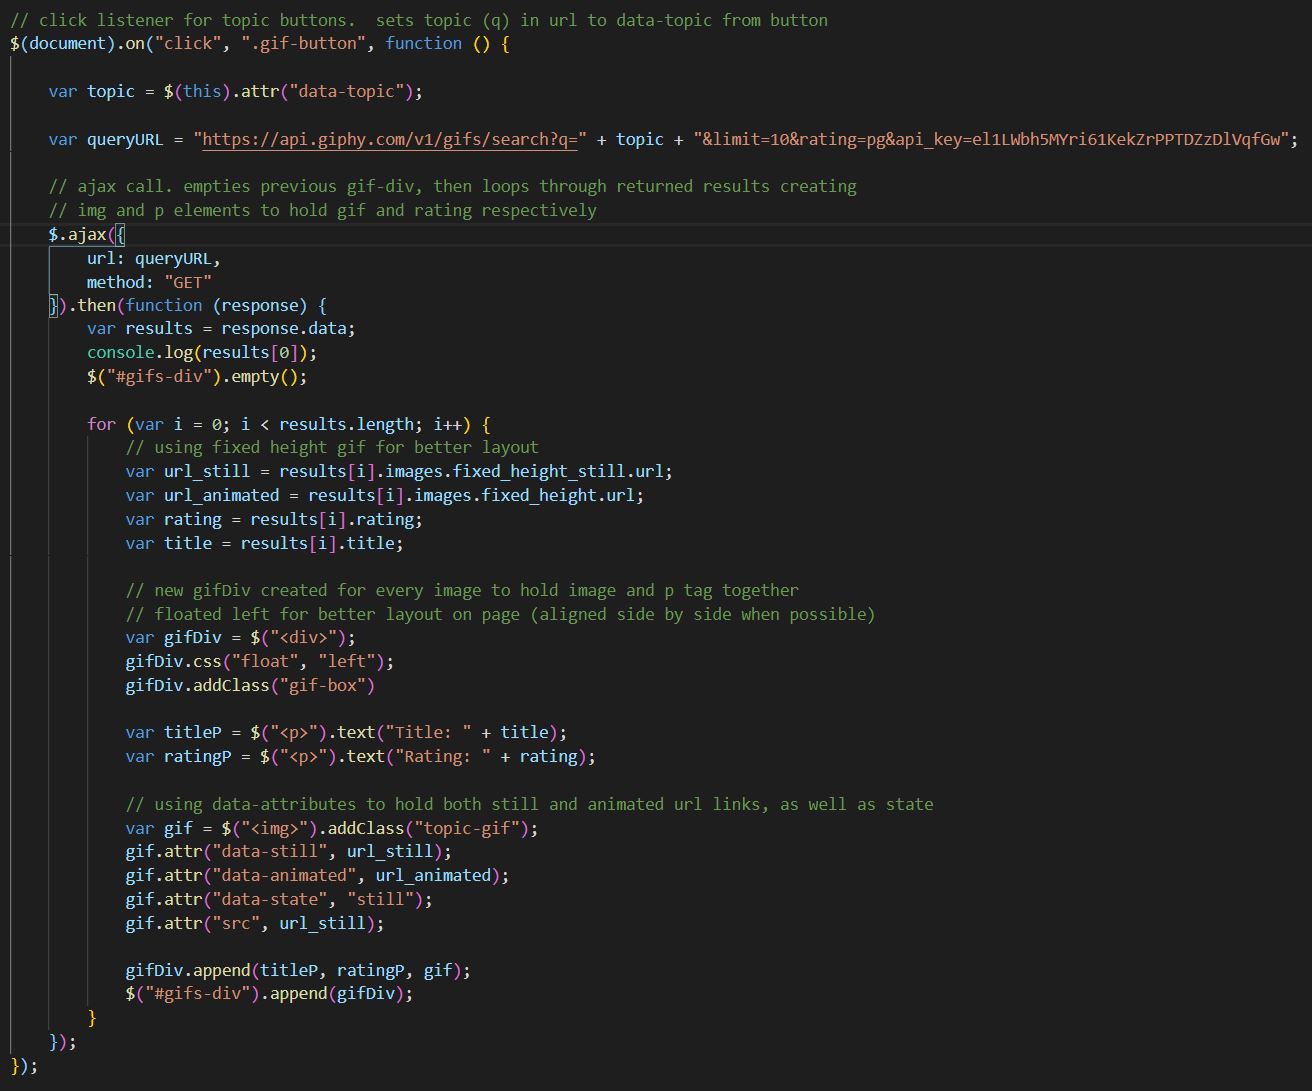 // click listener for topic buttons.  sets topic (q) in url to data-topic from button
$(document).on("click", ".gif-button", function () {
var topic = $(this).attr("data-topic");
var queryURL = "https://api.giphy.com/v1/gifs/search?q=" + topic + "&limit=10&rating=pg&api_key=el1LWbh5MYri61KekZrPPTDZzDlVqfGw";
// ajax call. empties previous gif-div, then loops through returned results creating
// img and p elements to hold gif and rating respectively
$.ajax({
url: queryURL,
method: "GET"
}).then(function (response) {
var results = response.data;
console.log(results[0]);
$("#gifs-div").empty();
for (var i = 0; i < results.length; i++) {
// using fixed height gif for better layout
var url_still = results[i].images.fixed_height_still.url;
var url_animated = results[i].images.fixed_height.url;
var rating = results[i].rating;
var title = results[i].title;
// new gifDiv created for every image to hold image and p tag together
// floated left for better layout on page (aligned side by side when possible)
var gifDiv = $("<div>");
gifDiv.css("float", "left");
gifDiv.addClass("gif-box")
var titleP = $("<p>").text("Title: " + title);
var ratingP = $("<p>").text("Rating: " + rating);
// using data-attributes to hold both still and animated url links, as well as state
var gif = $("<img>").addClass("topic-gif");
gif.attr("data-still", url_still);
gif.attr("data-animated", url_animated);
gif.attr("data-state", "still");
gif.attr("src", url_still);
gifDiv.append(titleP, ratingP, gif);
$("#gifs-div").append(gifDiv);
}
});
});